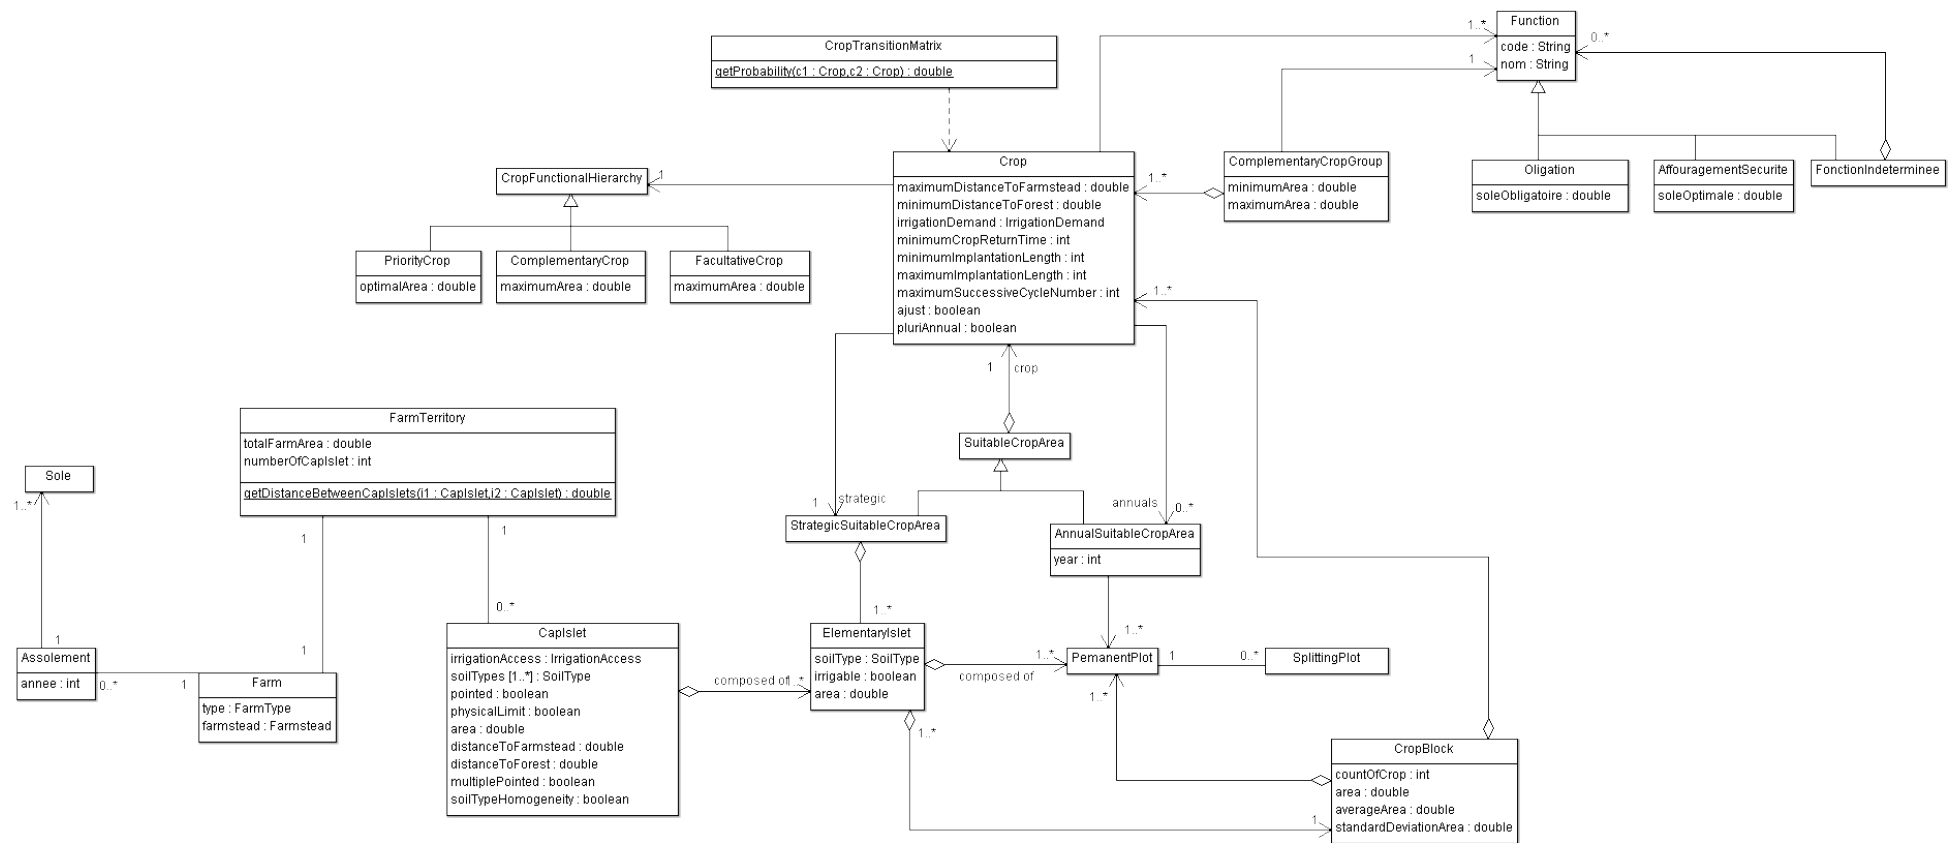 Function
code : String
nom : String
1..*
0..*
1
CropTransitionMatrix
getProbability(c1 : Crop,c2 : Crop) : double
Crop
maximumDistanceToFarmstead : double
minimumDistanceToForest : double
irrigationDemand : IrrigationDemand
minimumCropReturnTime : int
minimumImplantationLength : int
maximumImplantationLength : int
maximumSuccessiveCycleNumber : int
ajust : boolean
pluriAnnual : boolean
ComplementaryCropGroup
minimumArea : double
maximumArea : double
1..*
Oligation
soleObligatoire : double
AffouragementSecurite
soleOptimale : double
FonctionIndeterminee
CropFunctionalHierarchy
1
PriorityCrop
optimalArea : double
ComplementaryCrop
maximumArea : double
FacultativeCrop
maximumArea : double
1..*
1
crop
FarmTerritory
totalFarmArea : double
numberOfCapIslet : int
getDistanceBetweenCapIslets(i1 : CapIslet,i2 : CapIslet) : double
SuitableCropArea
Sole
1..*
1
strategic
StrategicSuitableCropArea
annuals
0..*
AnnualSuitableCropArea
year : int
1
1
0..*
1..*
1..*
CapIslet
irrigationAccess : IrrigationAccess
soilTypes [1..*] : SoilType
pointed : boolean
physicalLimit : boolean
area : double
distanceToFarmstead : double
distanceToForest : double
multiplePointed : boolean
soilTypeHomogeneity : boolean
ElementaryIslet
soilType : SoilType
irrigable : boolean
area : double
1
Assolement
annee : int
0..*
1
1
Farm
type : FarmType
farmstead : Farmstead
composed of
1..*
composed of
1..*
PemanentPlot
1
0..*
SplittingPlot
1..*
1..*
CropBlock
countOfCrop : int
area : double
averageArea : double
standardDeviationArea : double
1